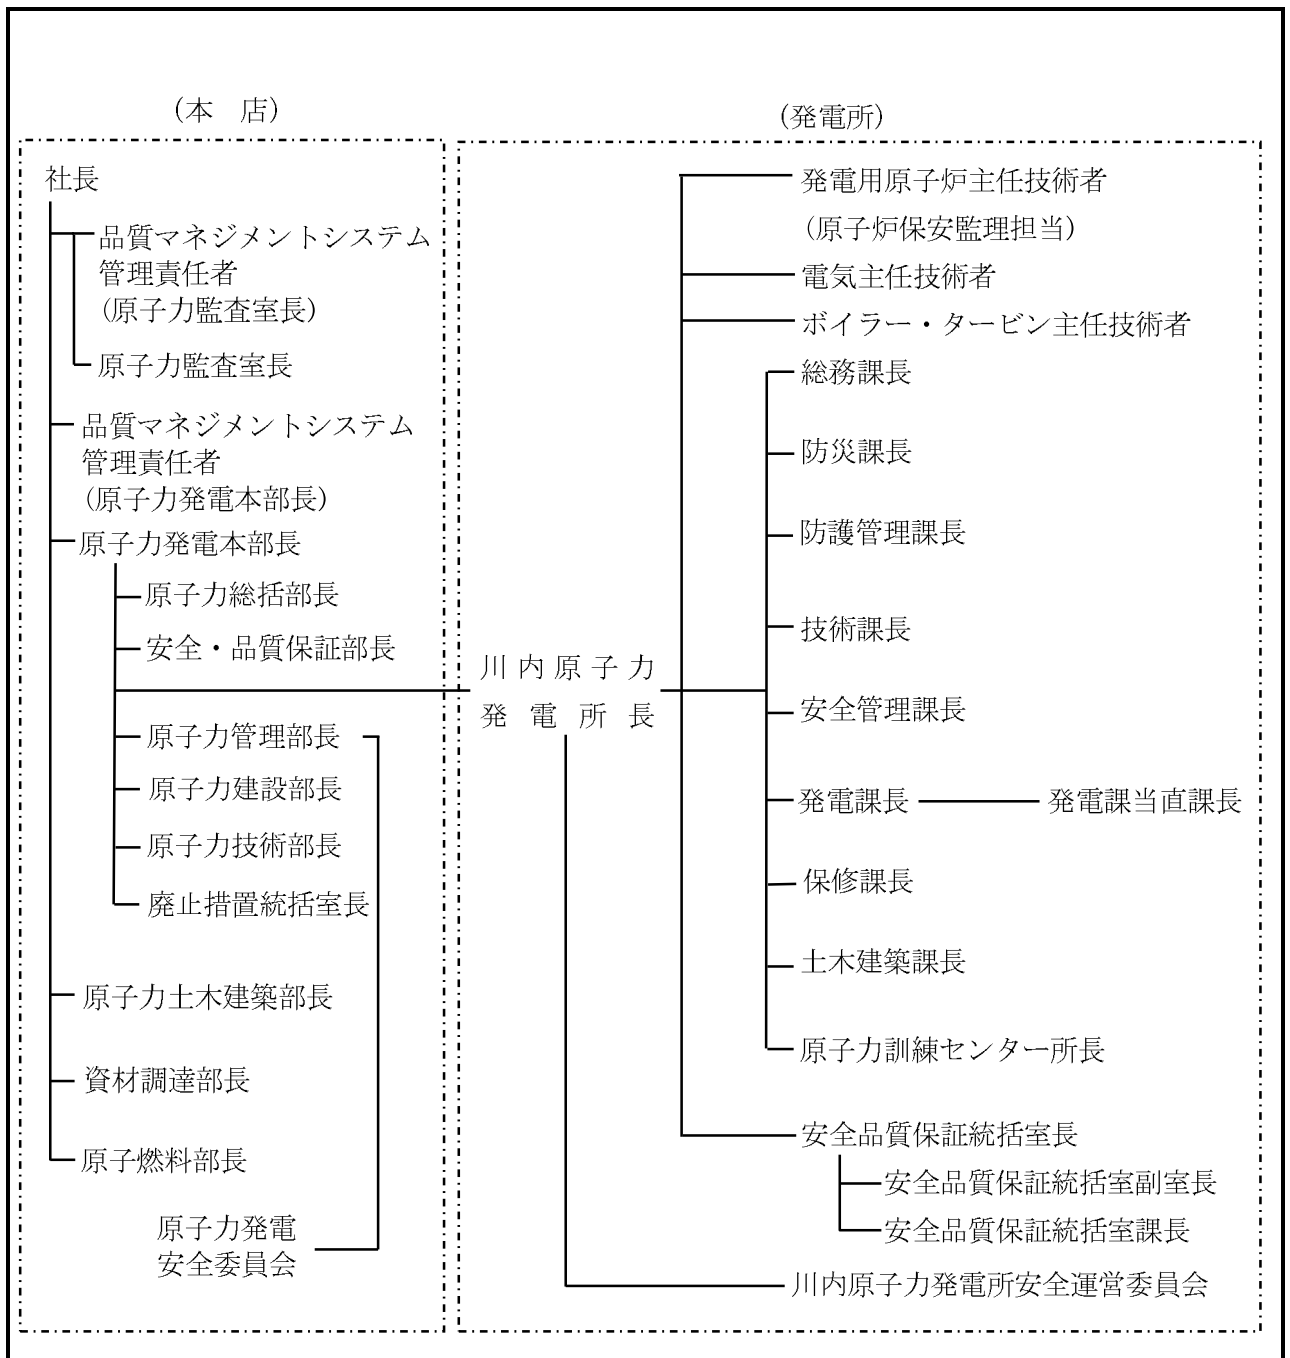 (本　店)
社長
品質マネジメントシステム
管理責任者
(原子力監査室長)
原子力監査室長
品質マネジメントシステム
管理責任者
(原子力発電本部長)
原子力発電本部長
原子力総括部長
安全・品質保証部長
原子力管理部長
原子力建設部長
原子力技術部長
廃止措置統括室長
原子力土木建築部長
資材調達部長
原子燃料部長
原子力発電
安全委員会
(発電所)
川内原子力
発電所長
発電用原子炉主任技術者
(原子炉保安監理担当)
電気主任技術者
ボイラー・タービン主任技術者
総務課長
防災課長
防護管理課長
技術課長
安全管理課長
発電課長 発電課当直課長
保修課長
土木建築課長
原子力訓練センター所長
安全品質保証統括室長
安全品質保証統括室副室長
安全品質保証統括室課長
川内原子力発電所安全運営委員会